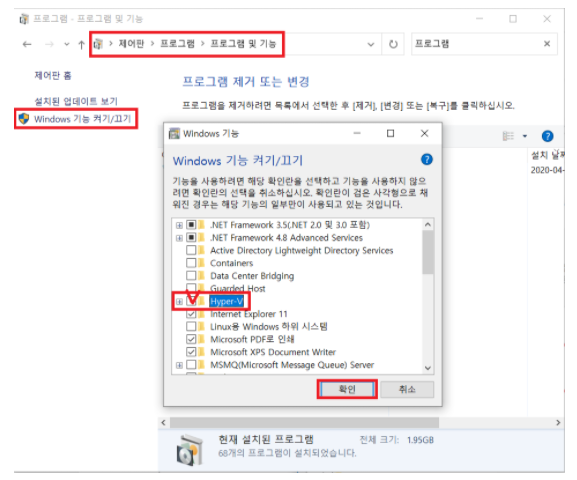 프로그램 - 프로그램 및 기능
제어판 > 프로그램 > 프로그램 및 기능
프로그램
제어판 홈
설치된 업데이트 보기
Windows 기능 켜기/끄기
프로그램 제거 또는 변경
프로그램을 제거하려면 목록에서 선택한 후 [제거], [변경] 또는 [복구]를 클릭하십시오.
설치 날짜
2020-04-
Windows 기능
Windows 기능 켜기/끄기
기능을 사용하려면 해당 확인란을 선택하고 기능을 사용하지 않으
려면 확인란의 선택을 취소하십시오. 확인란이 검은 사각형으로 채
워진 경우는 해당 기능의 일부만이 사용되고 있는 것입니다.
.NET Framework 3.5(.NET 2.0 및 3.0 포함)
.NET Framework 4.8 Advanced Services
Active Directory Lightweight Directory Services
Containers
Data Center Bridging
Guarded Host
Hyper-V
Internet Explorer 11
Linux용 Windows 하위 시스템
Microsoft PDF로 인쇄
Microsoft XPS Document Writer
MSMQ(Microsoft Message Queue) Server
확인
취소
현재 설치된 프로그램 전체 크기: 1.95GB
68개의 프로그램이 설치되었습니다.